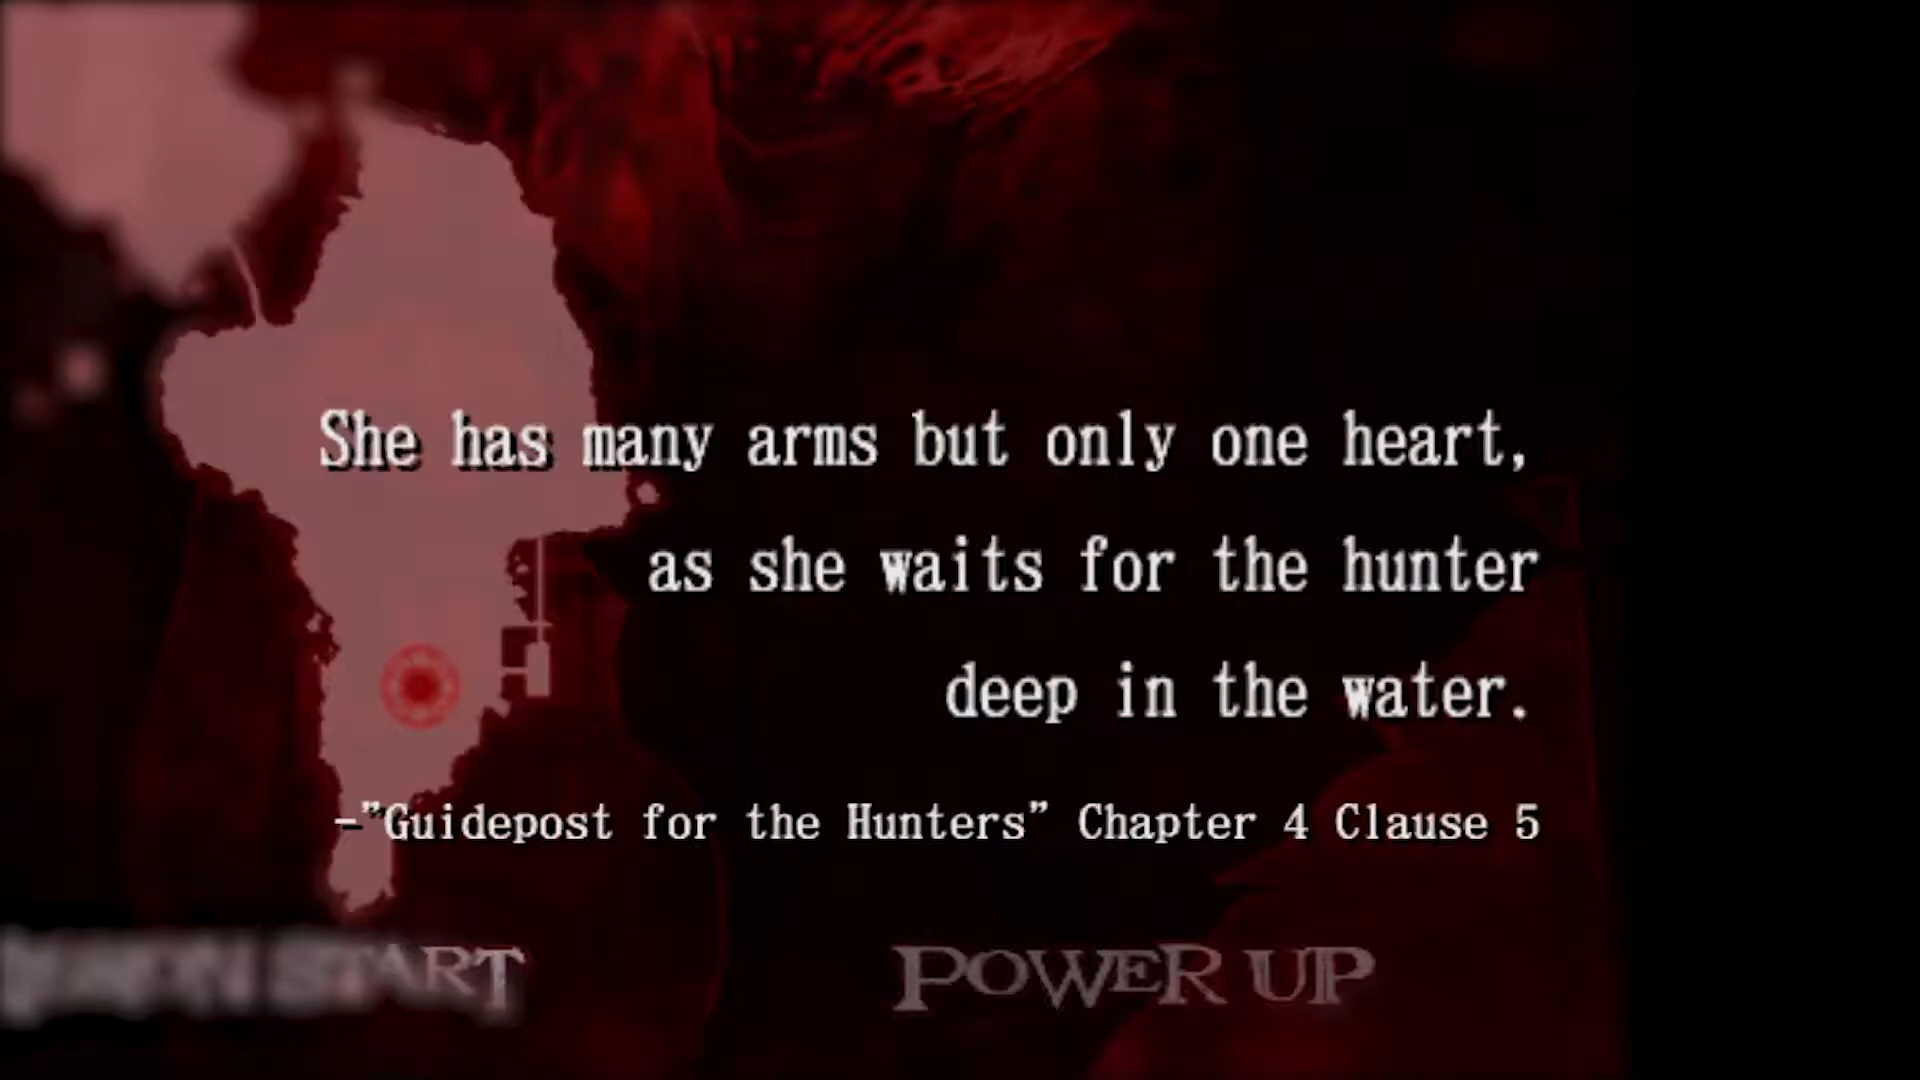 She has many arms but only one heart,
as she waits for the hunter
deep in the water.
-"Guidepost for the Hunters" Chapter 4 Clause 5
START
POWER UP